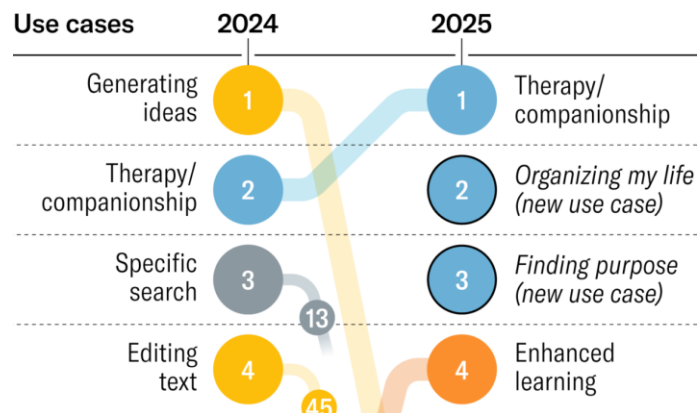 Use cases 2024 2025
Generating
ideas
1
1
Therapy/
companionship
Therapy/
companionship
2
2
Organizing my life
(new use case)
Specific
search
3
13
3
Finding purpose
(new use case)
Editing
text
4
45
4
Enhanced
learning